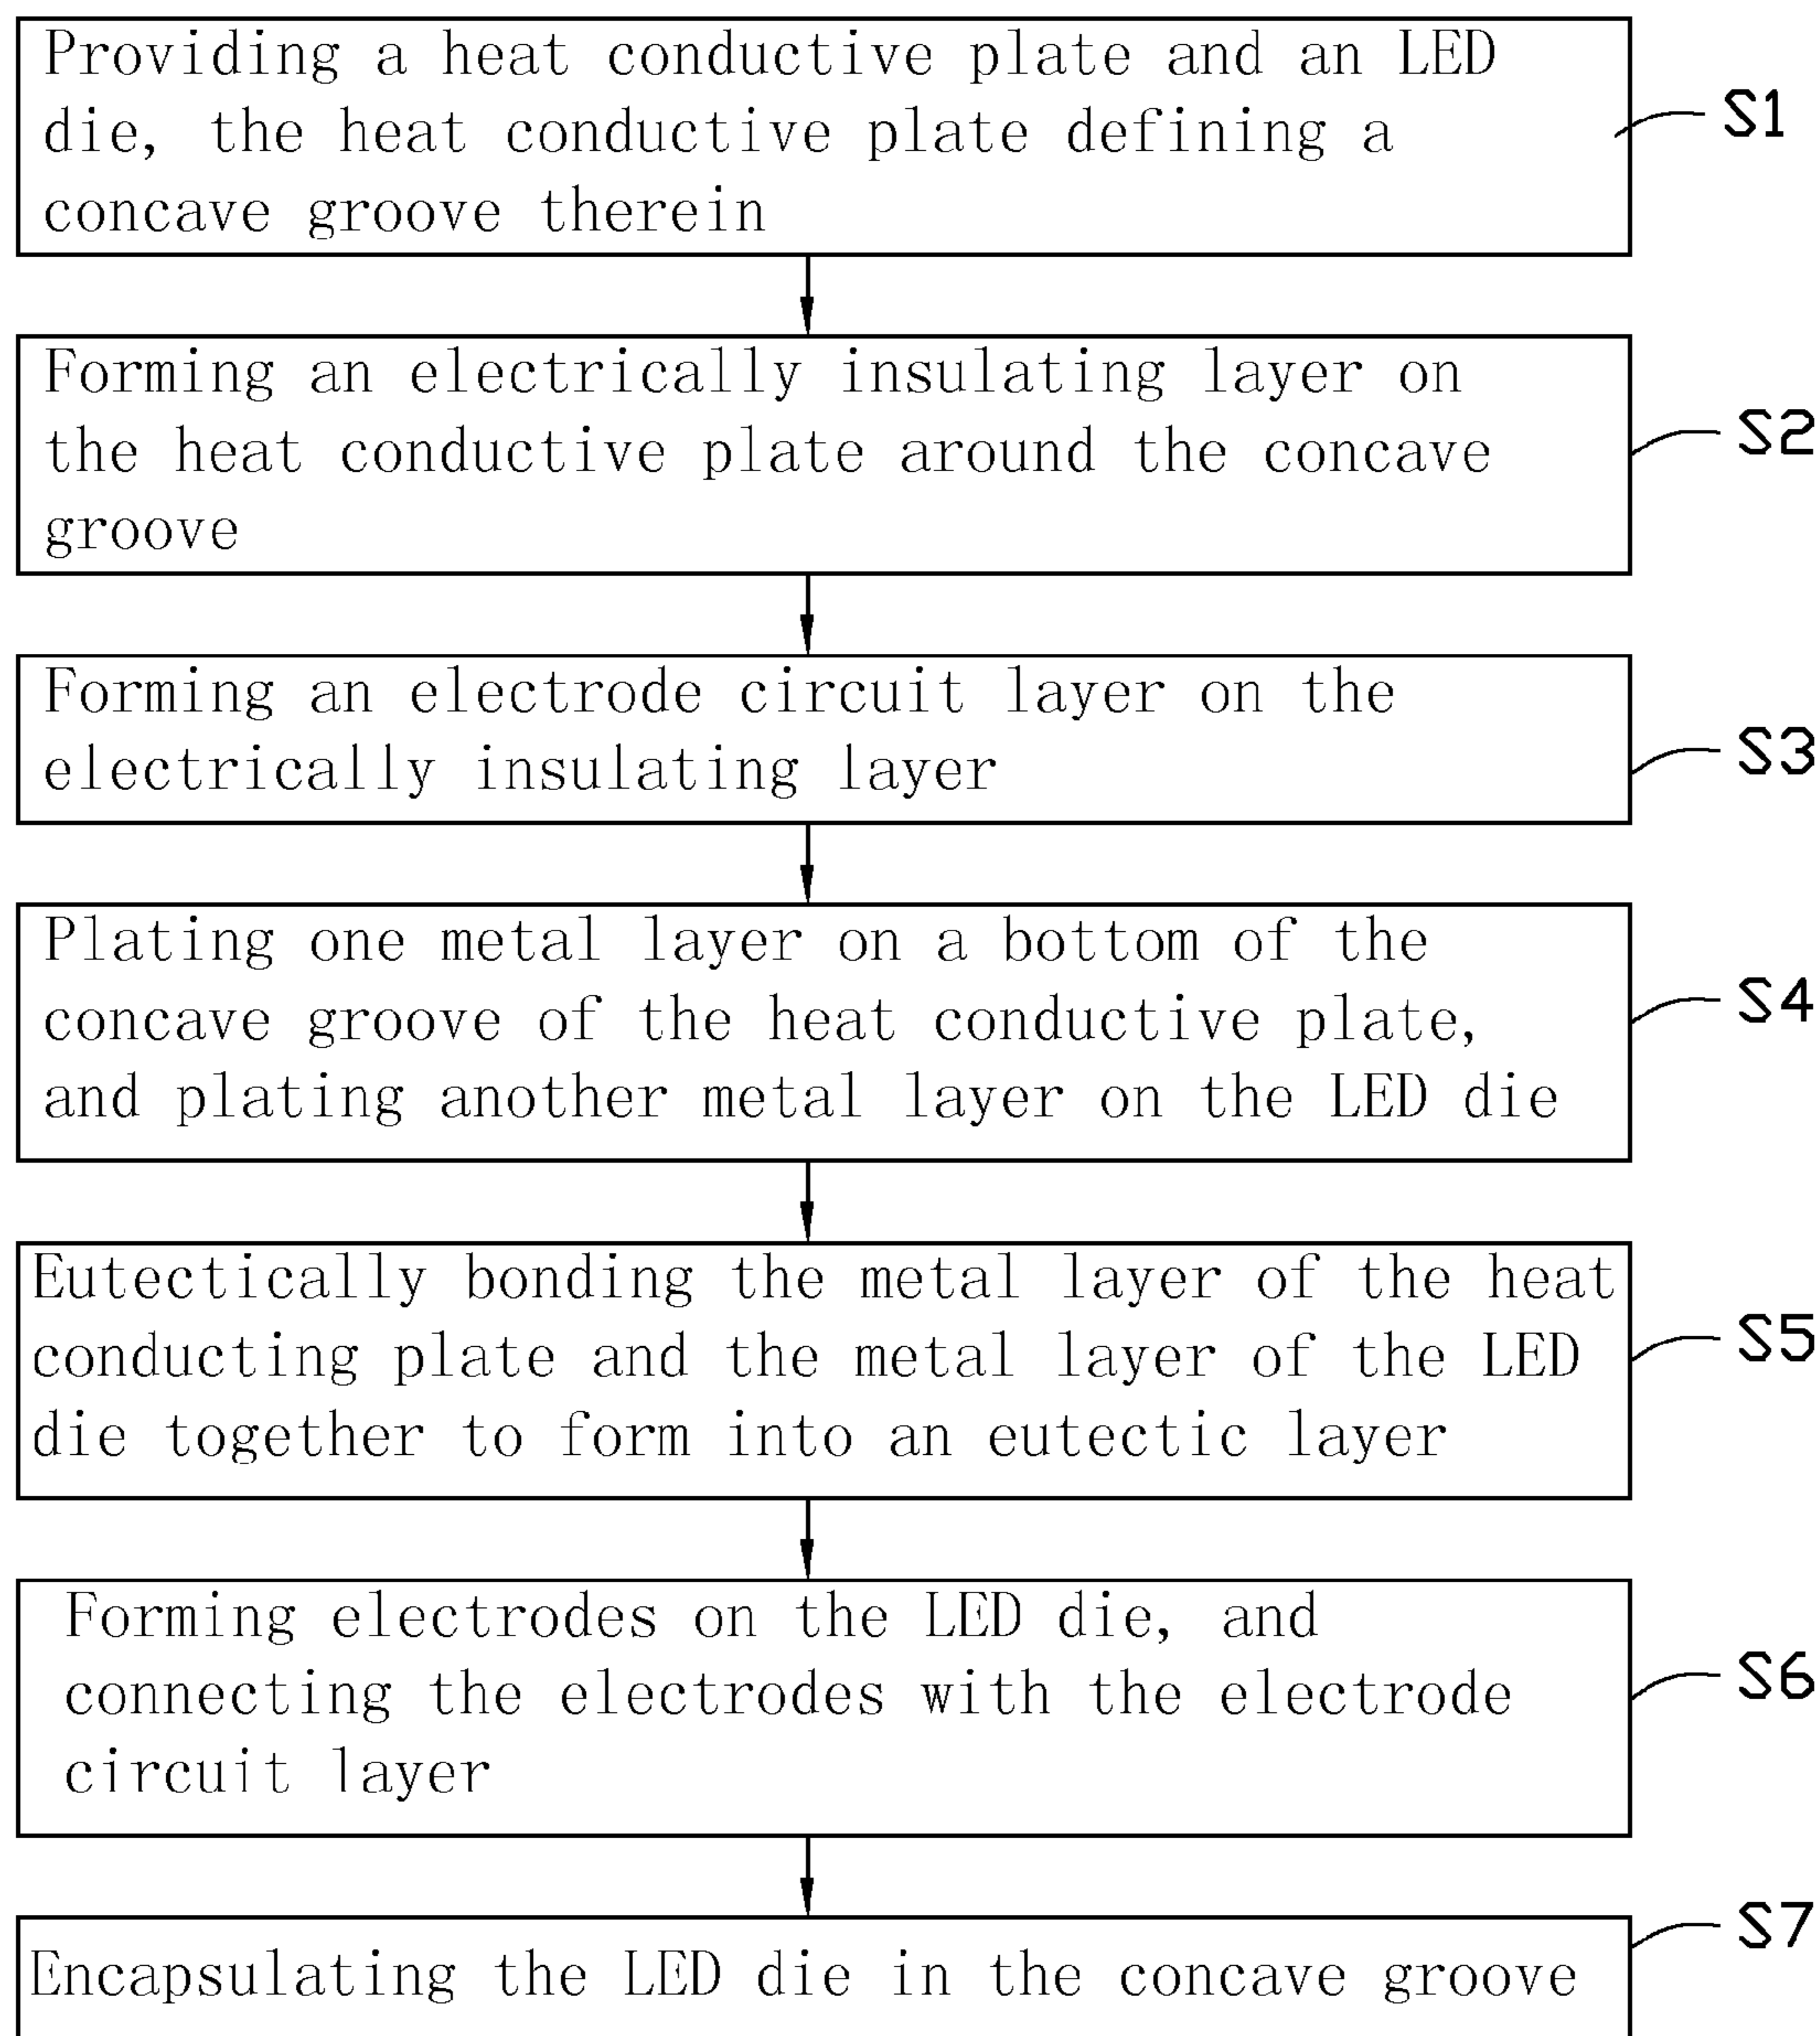 Providing a heat conductive plate and an LED
die, the heat conductive plate defining a
concave groove therein
S1
Forming an electrically insulating layer on
the heat conductive plate around the concave
groove
S2
Forming an electrode circuit layer on the
electrically insulating layer
S3
Plating one metal layer on a bottom of the
concave groove of the heat conductive plate,
and plating another metal layer on the LED die
S4
Eutectically bonding the metal layer of the heat
conducting plate and the metal layer of the LED
die together to form into an eutectic layer
S5
Forming electrodes on the LED die, and
connecting the electrodes with the electrode
circuit layer
S6
Encapsulating the LED die in the concave groove
S7